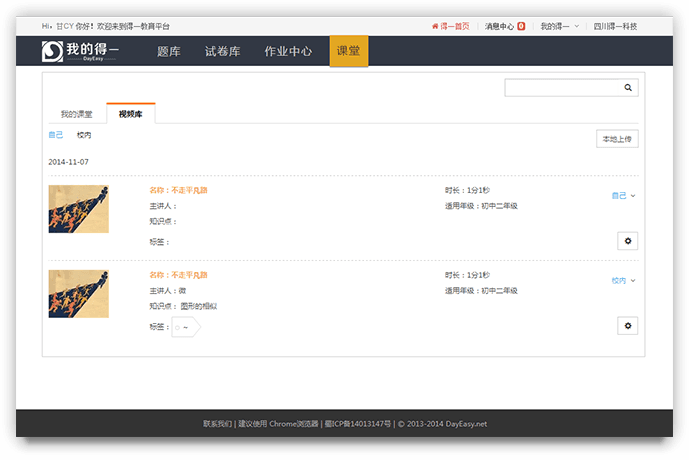 Hi，甘CY 你好！欢迎来到得一教育平台 得一首页 消息中心 0 我的得一 四川得一科技
我的得一 DayEasy 题库 试卷库 作业中心 课堂
我的课堂 视频库
自己 校内 本地上传
2014-11-07
名称：不走平凡路 时长：1分1秒 自己
主讲人： 适用年级：初中二年级
知识点：
标签：
名称：不走平凡路 时长：1分1秒 校内
主讲人：微 适用年级：初中二年级
知识点： 图形的相似
标签： ~
联系我们 | 建议使用 Chrome浏览器 | 蜀ICP备14013147号 | © 2013-2014 DayEasy.net